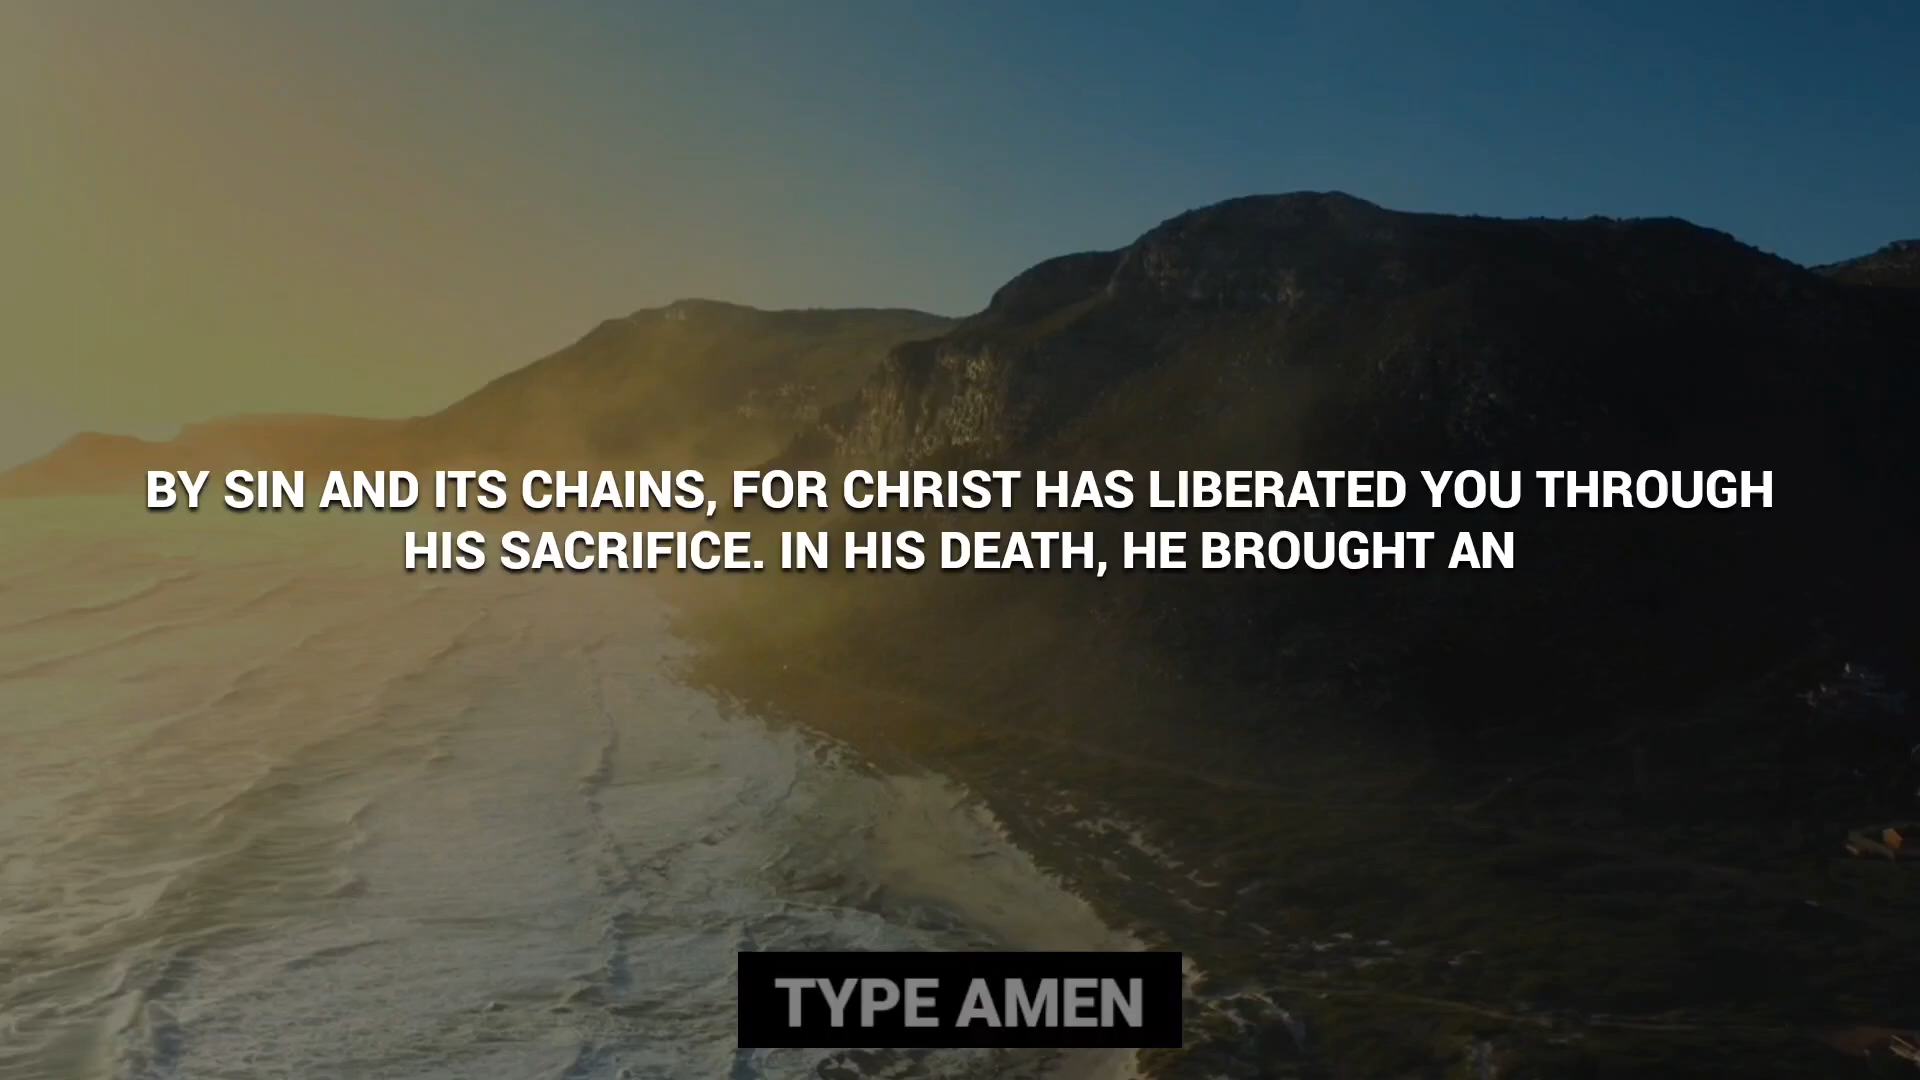 BY SIN AND ITS CHAINS, FOR CHRIST HAS LIBERATED YOU THROUGH
HIS SACRIFICE. IN HIS DEATH, HE BROUGHT AN
TYPE AMEN